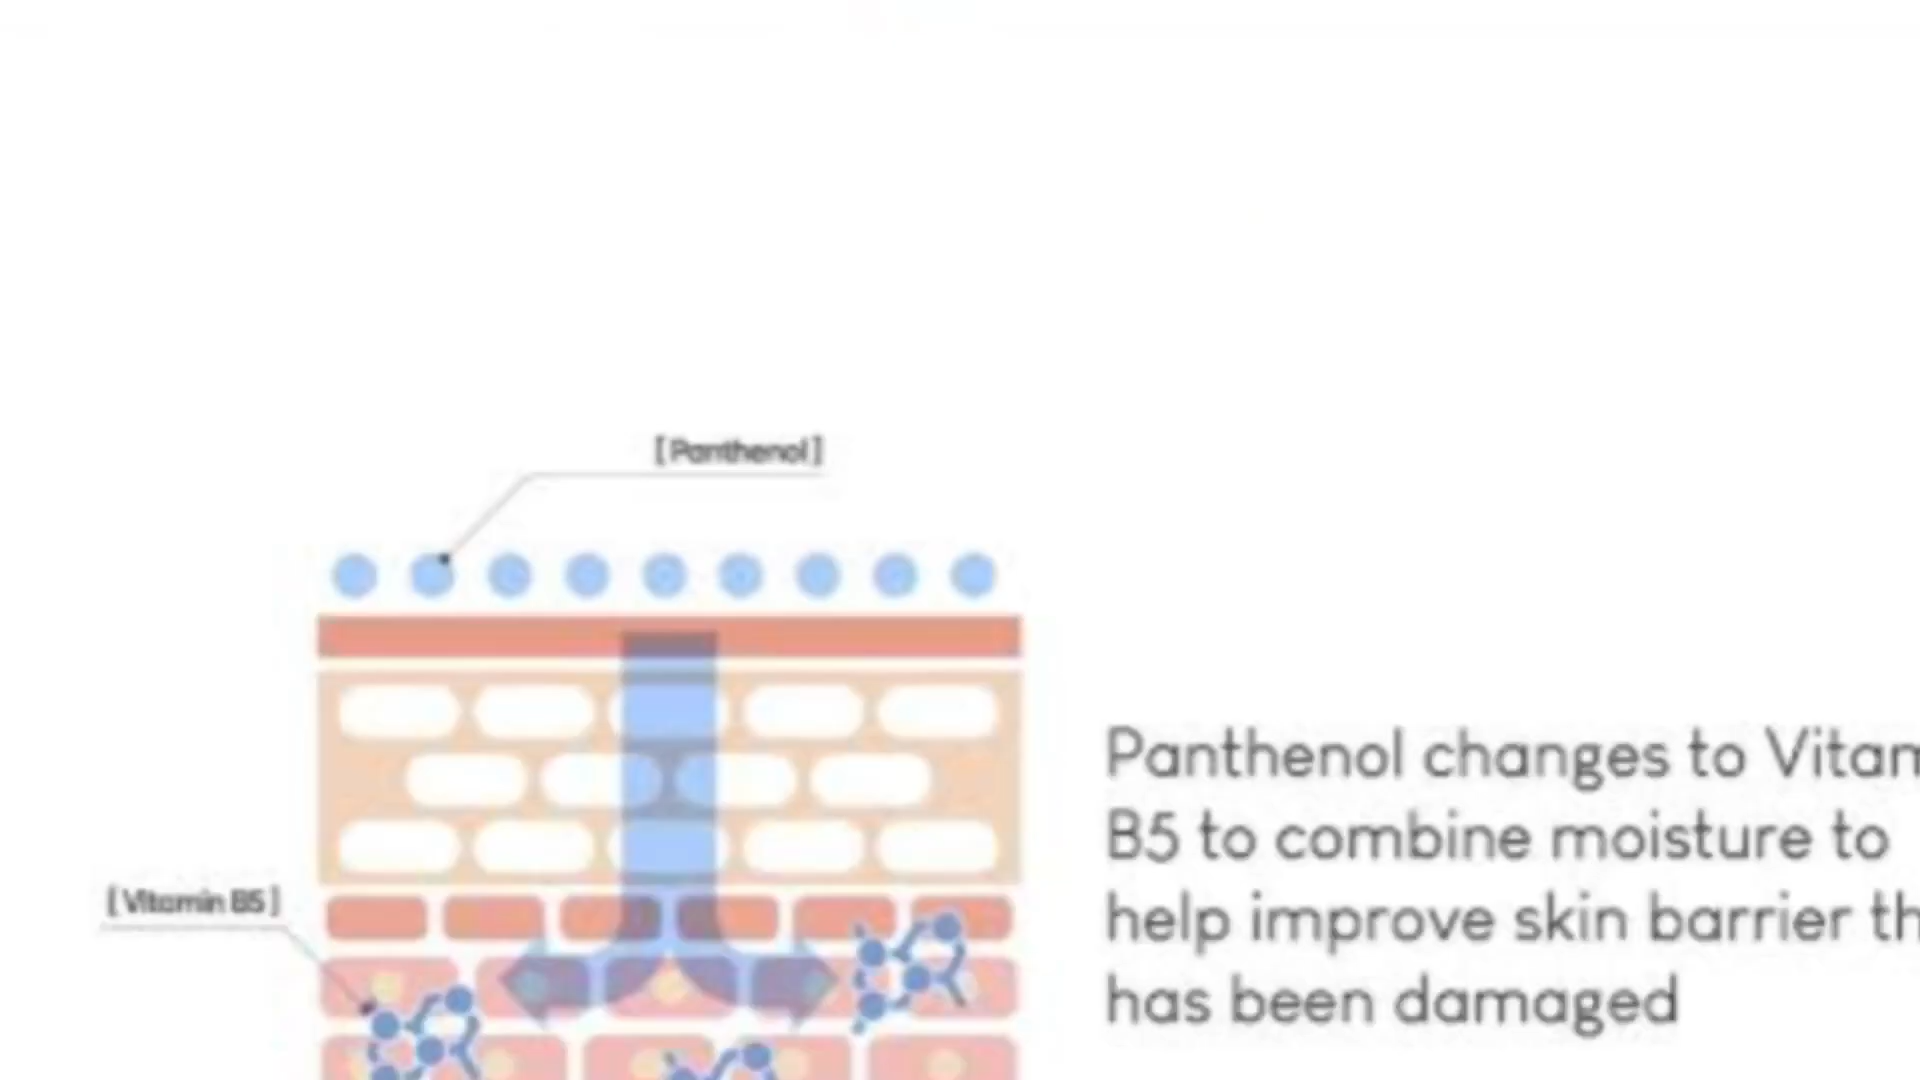 [Panthenol]
[Vitamin B5]
Panthenol changes to Vitam
B5 to combine moisture to
help improve skin barrier th
has been damaged